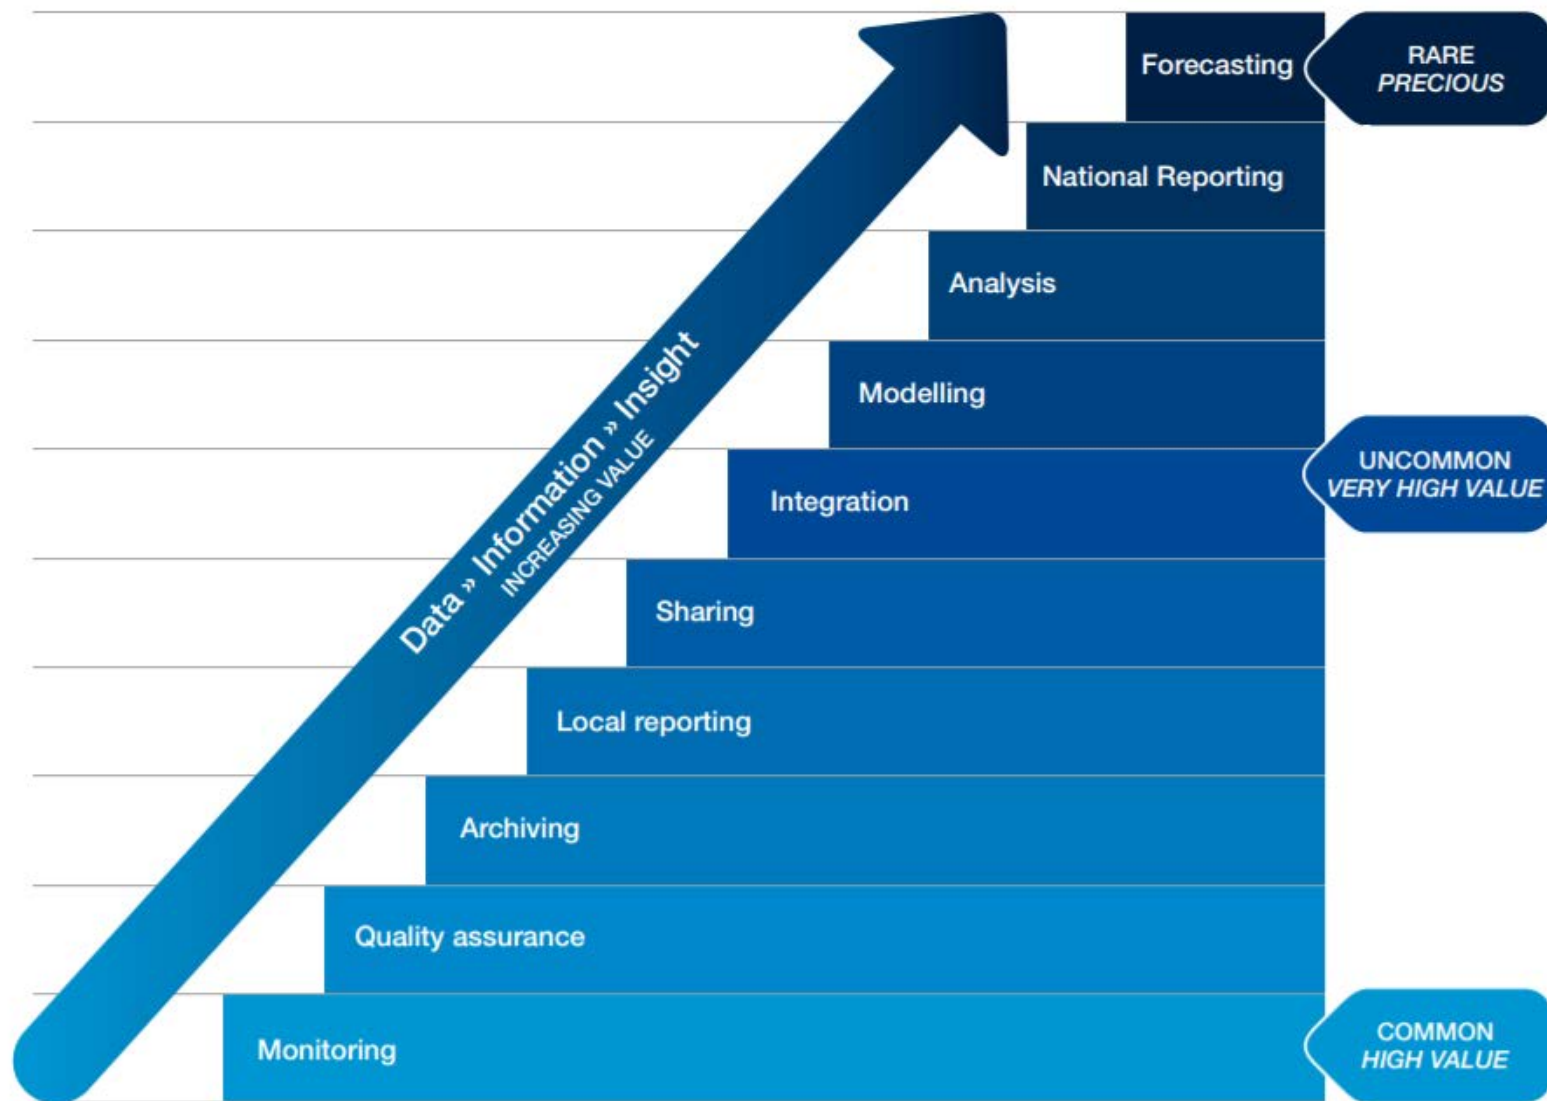 Forecasting
RARE
PRECIOUS
National Reporting
Analysis
Modelling
Data » Information » Insight
INCREASING VALUE
UNCOMMON
VERY HIGH VALUE
Integration
Sharing
Local reporting
Archiving
Quality assurance
Monitoring
COMMON
HIGH VALUE